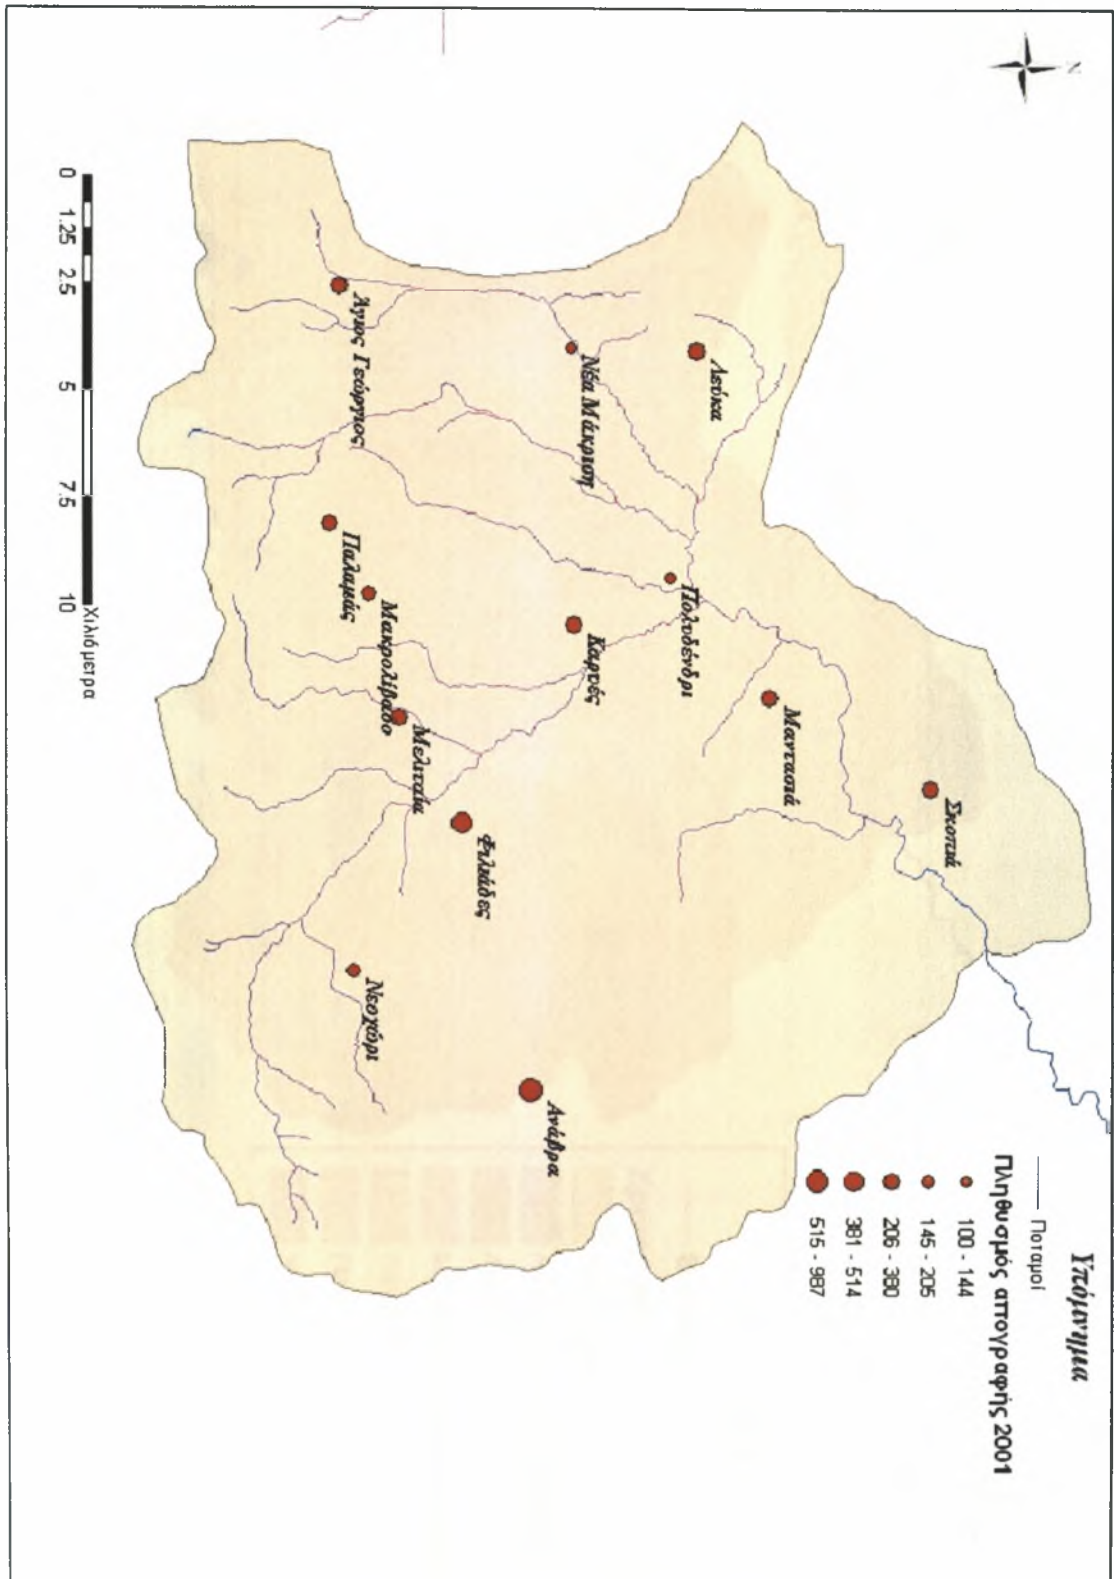 N
Υπόμνημα
Ποταμοί
Πληθυσμός απογραφής 2001
100 - 144
145 - 205
206 - 380
381 - 514
515 - 987
Σκοπιά
Μαντασιά
Λεύκα
Πολυδένδρι
Νέα Μάκριση
Καρυές
Ανάβρα
Φιλιάδες
Μελιταία
Μακρολίβαδο
Νεοχώρι
Άγιος Γεώργιος
Παλαμάς
0 1.25 2.5 5 7.5 10
Χιλιόμετρα